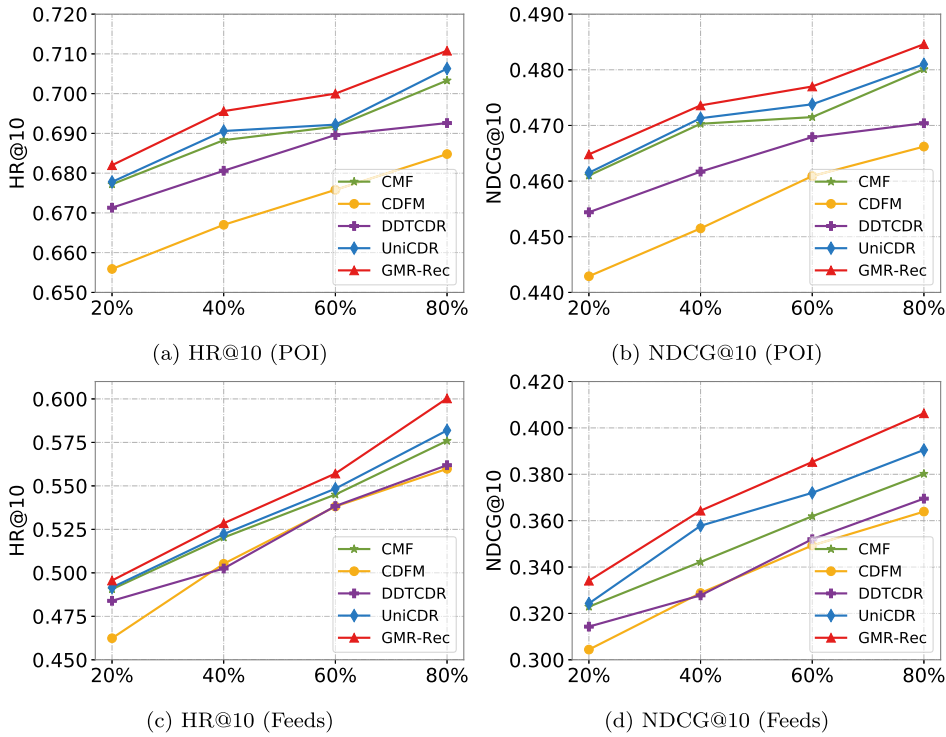 0.720
0.710
0.700
0.690
0.680
0.670
0.660
0.650
HR@10
20% 40% 60% 80%
CMF
CDFM
DDTCDR
UniCDR
GMR-Rec
(a) HR@10 (POI)
0.490
0.480
0.470
0.460
0.450
0.440
NDCG@10
20% 40% 60% 80%
CMF
CDFM
DDTCDR
UniCDR
GMR-Rec
(b) NDCG@10 (POI)
0.600
0.575
0.550
0.525
0.500
0.475
0.450
HR@10
20% 40% 60% 80%
CMF
CDFM
DDTCDR
UniCDR
GMR-Rec
(c) HR@10 (Feeds)
0.420
0.400
0.380
0.360
0.340
0.320
0.300
NDCG@10
20% 40% 60% 80%
CMF
CDFM
DDTCDR
UniCDR
GMR-Rec
(d) NDCG@10 (Feeds)